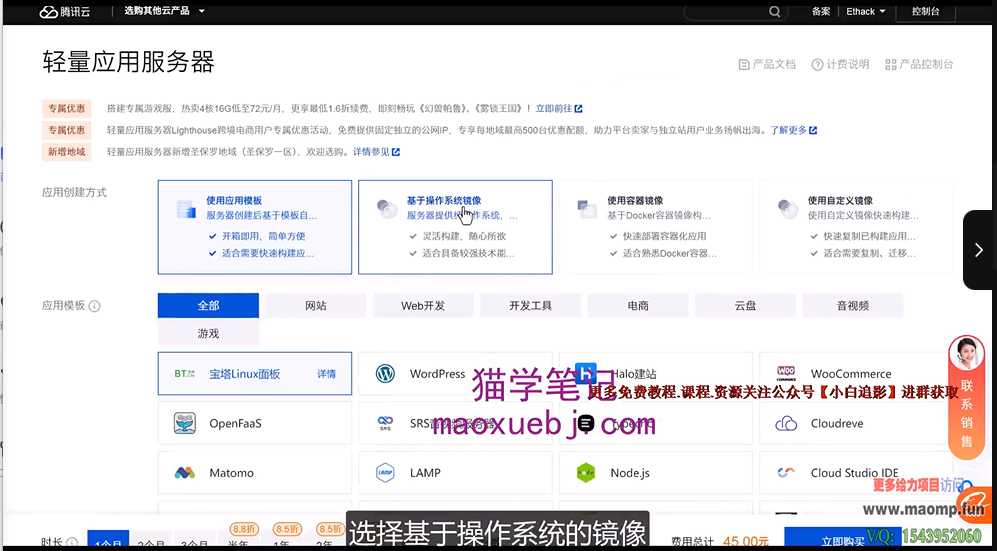 腾讯云 选购其他云产品 备案 Ethack 控制台
轻量应用服务器 产品文档 计费说明 产品控制台
专属优惠 搭建专属游戏服，热卖4核16G低至72元/月，更享最低1.6折续费，即刻畅玩《幻兽帕鲁》、《雾锁王国》！立即前往
专属优惠 轻量应用服务器Lighthouse跨境电商用户专属优惠活动，免费提供固定独立的公网IP，专享每地域最高500台优惠配额，助力平台卖家与独立站用户业务扬帆出海。了解更多
新增地域 轻量应用服务器新增圣保罗地域（圣保罗一区），欢迎选购。详情参见
应用创建方式
使用应用模板 基于操作系统镜像 使用容器镜像 使用自定义镜像
服务器创建后基于模板自... 服务器提供 操作系统，... 基于Docker容器镜像构... 使用自定义镜像快速构建...
开箱即用，简单方便 灵活构建，随心所欲 快速部署容器化应用 快速复制已构建应用...
适合需要快速构建应... 适合具备较强技术能... 适合熟悉Docker容器... 适合需要复制、迁移...
应用模板 全部 网站 Web开发 开发工具 电商 云盘 音视频
游戏
BT.cn 宝塔Linux面板 详情 WordPress Halo建站 WOO COMMERCE WooCommerce
猫学笔记
更多免费教程.课程.资源关注公众号【小白追影】进群获取
OpenFaaS SRS Cloudreve
maoxuebj.com
Matomo LAMP LAMP Node.js Cloud Studio IDE
联系销售
更多给力项目访问
www.maomp.fun
VQ: 1543952060
8.8折 8.5折 8.5折
时长 1个月 2个月 3个月 半年 1年 2年 费用总计 45.00元 立即购买
选择基于操作系统的镜像